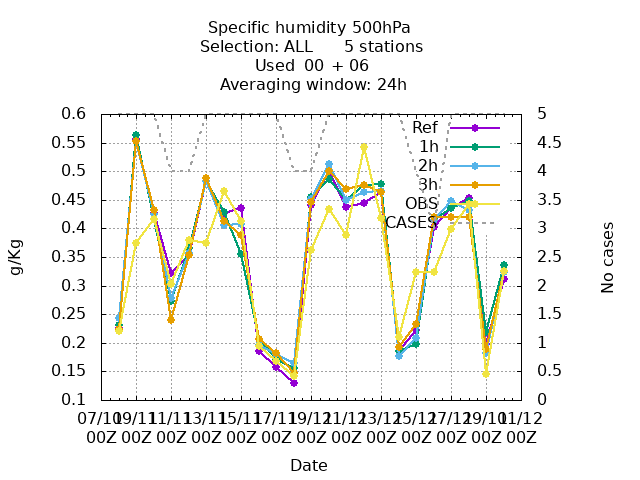 Specific humidity 500hPa
Selection: ALL 5 stations
Used 00 + 06
Averaging window: 24h
0.6
0.55
0.5
0.45
0.4
0.35
0.3
0.25
0.2
0.15
0.1
g/Kg
Ref
1h
2h
3h
OBS
CASES
5
4.5
4
3.5
3
2.5
2
1.5
1
0.5
0
No cases
07/10 09/11 11/11 13/11 15/11 17/11 19/12 21/12 23/12 25/12 27/12 29/10 01/12
00Z 00Z 00Z 00Z 00Z 00Z 00Z 00Z 00Z 00Z 00Z 00Z 00Z
Date